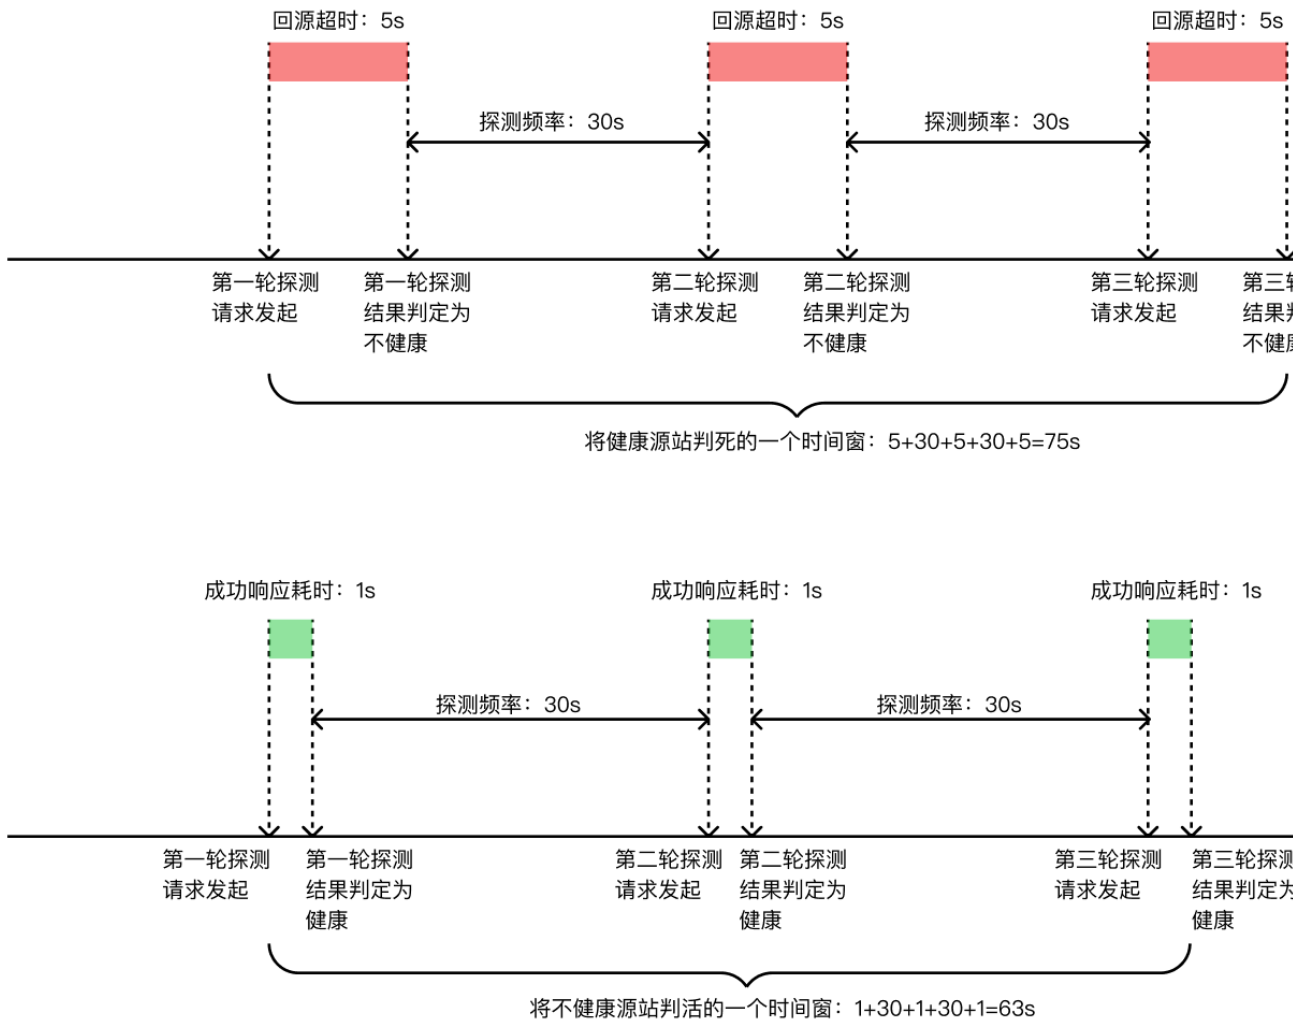 回源超时：5s
回源超时：5s
回源超时：5s
探测频率：30s
探测频率：30s
第一轮探测
请求发起
第一轮探测
结果判定为
不健康
第二轮探测
请求发起
第二轮探测
结果判定为
不健康
第三轮探测
请求发起
第三
结果
不健
将健康源站判死的一个时间窗：5+30+5+30+5=75s
成功响应耗时：1s
成功响应耗时：1s
成功响应耗时：1s
探测频率：30s
探测频率：30s
第一轮探测
请求发起
第一轮探测
结果判定为
健康
第二轮探测
请求发起
第二轮探测
结果判定为
健康
第三轮探测
请求发起
第三轮探测
结果判定为
健康
将不健康源站判活的一个时间窗：1+30+1+30+1=63s